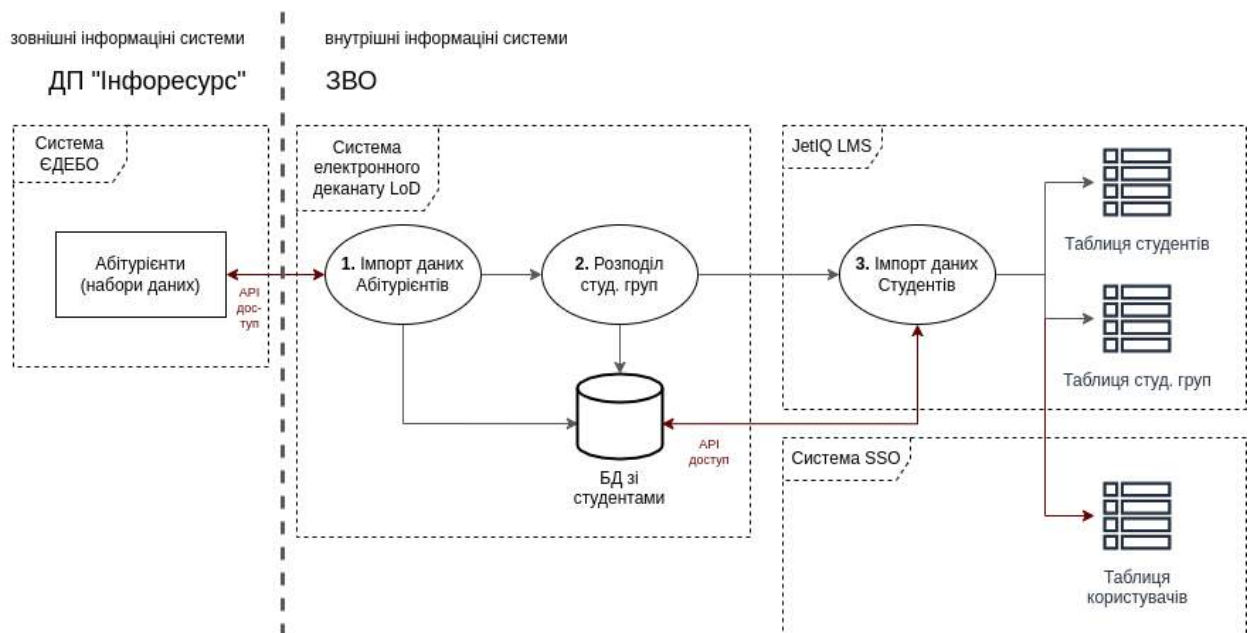 зовнішні інформаціні системи
ДП "Інфоресурс"
внутрішні інформаціні системи
ЗВО
Система
ЄДЕБО
Абітурієнти
(набори даних)
API
дос-
туп
Система
електронного
деканату LoD
1. Імпорт даних
Абітурієнтів
2. Розподіл
студ. груп
БД зі
студентами
API
доступ
JetIQ LMS
3. Імпорт даних
Студентів
Таблиця студентів
Таблиця студ. груп
Система SSO
Таблиця
користувачів